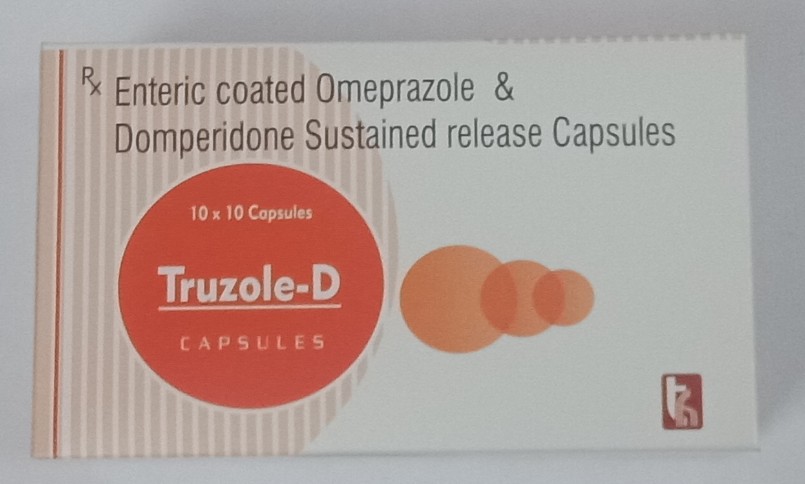 Rx Enteric coated Omeprazole &
Domperidone Sustained release Capsules
10 x 10 Capsules
Truzole-D
CAPSULES